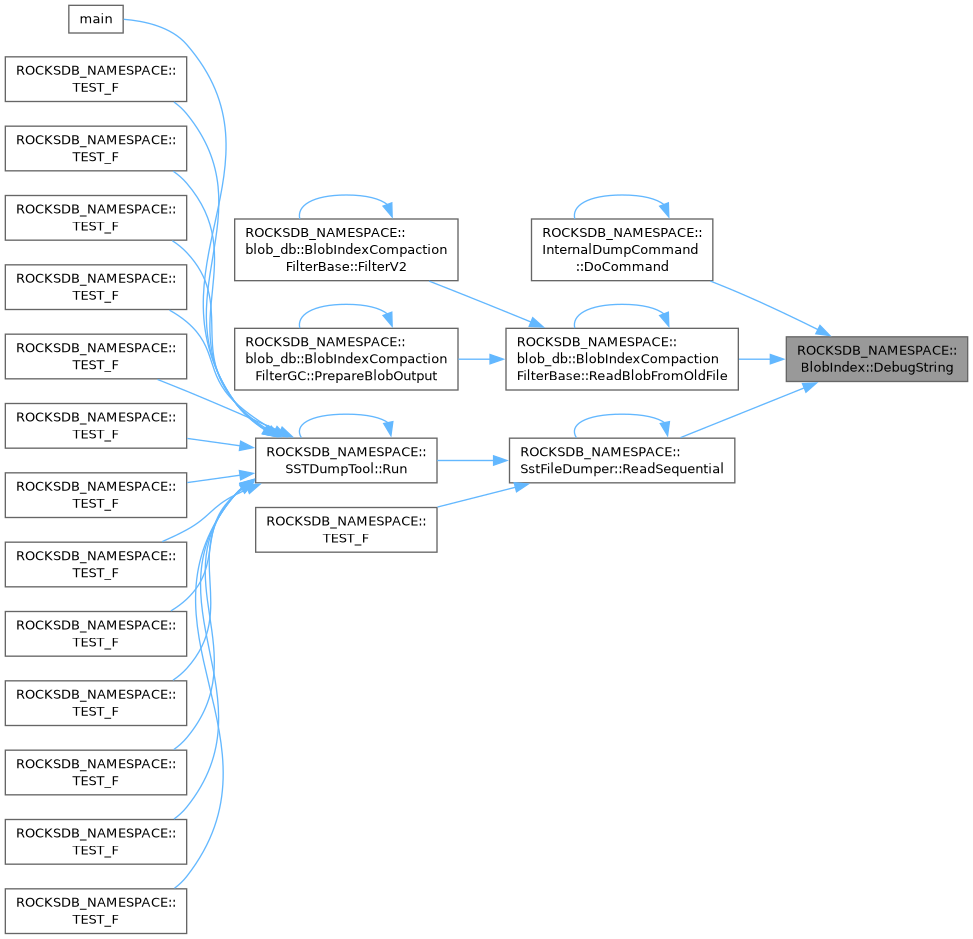 main
ROCKSDB_NAMESPACE::
TEST_F
ROCKSDB_NAMESPACE::
TEST_F
ROCKSDB_NAMESPACE::
TEST_F
ROCKSDB_NAMESPACE::
TEST_F
ROCKSDB_NAMESPACE::
TEST_F
ROCKSDB_NAMESPACE::
TEST_F
ROCKSDB_NAMESPACE::
TEST_F
ROCKSDB_NAMESPACE::
TEST_F
ROCKSDB_NAMESPACE::
TEST_F
ROCKSDB_NAMESPACE::
TEST_F
ROCKSDB_NAMESPACE::
TEST_F
ROCKSDB_NAMESPACE::
TEST_F
ROCKSDB_NAMESPACE::
TEST_F
ROCKSDB_NAMESPACE::
blob_db::BlobIndexCompaction
FilterBase::FilterV2
ROCKSDB_NAMESPACE::
blob_db::BlobIndexCompaction
FilterGC::PrepareBlobOutput
ROCKSDB_NAMESPACE::
SSTDumpTool::Run
ROCKSDB_NAMESPACE::
TEST_F
ROCKSDB_NAMESPACE::
InternalDumpCommand
::DoCommand
ROCKSDB_NAMESPACE::
blob_db::BlobIndexCompaction
FilterBase::ReadBlobFromOldFile
ROCKSDB_NAMESPACE::
SstFileDumper::ReadSequential
ROCKSDB_NAMESPACE::
BlobIndex::DebugString